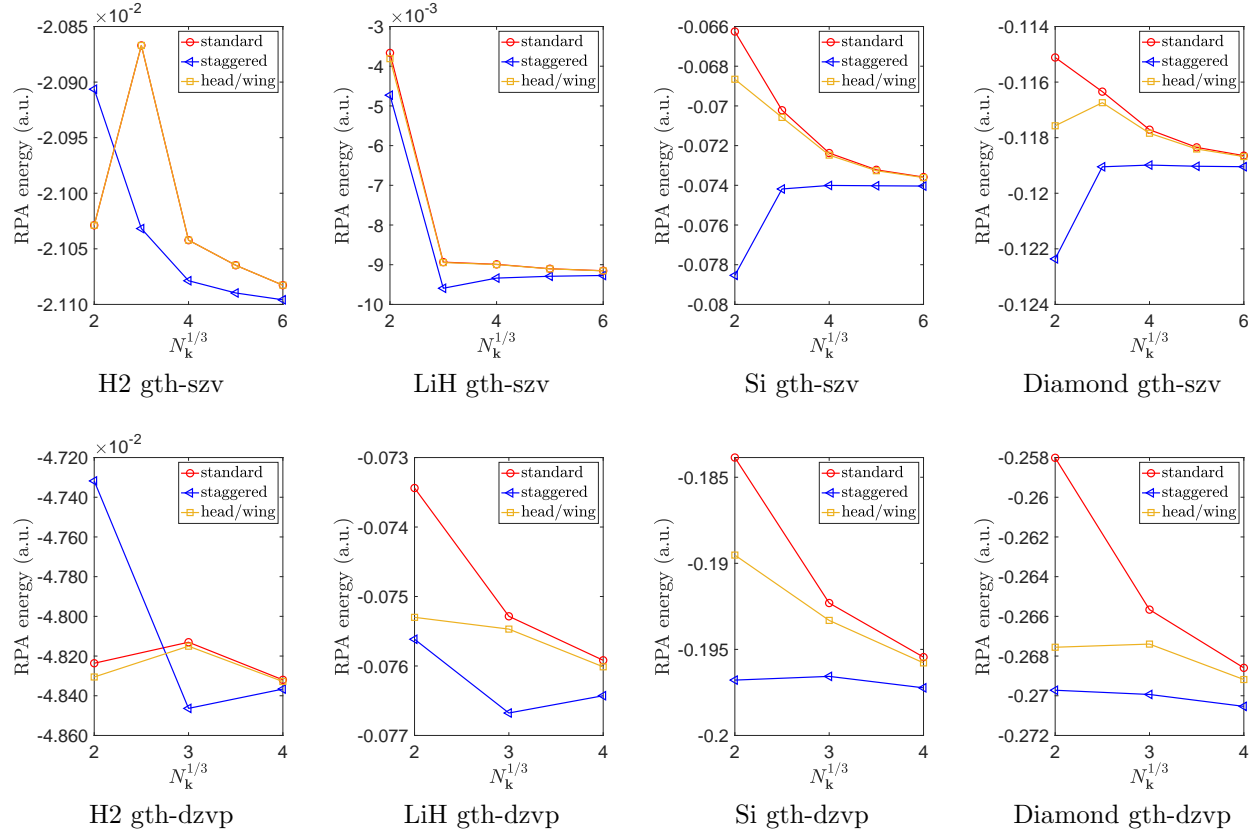 ×10^{-2}
-2.085
-2.090
-2.095
-2.100
-2.105
-2.110
2
4
6
RPA energy (a.u.)
N_k^{1/3}
standard
staggered
head/wing
H2 gth-szv
×10^{-3}
-3
-4
-5
-6
-7
-8
-9
-10
2
4
6
RPA energy (a.u.)
N_k^{1/3}
standard
staggered
head/wing
LiH gth-szv
-0.066
-0.068
-0.07
-0.072
-0.074
-0.076
-0.078
-0.08
2
4
6
RPA energy (a.u.)
N_k^{1/3}
standard
staggered
head/wing
Si gth-szv
-0.114
-0.116
-0.118
-0.12
-0.122
-0.124
2
4
6
RPA energy (a.u.)
N_k^{1/3}
standard
staggered
head/wing
Diamond gth-szv
×10^{-2}
-4.720
-4.740
-4.760
-4.780
-4.800
-4.820
-4.840
-4.860
2
3
4
RPA energy (a.u.)
N_k^{1/3}
standard
staggered
head/wing
H2 gth-dzvp
-0.073
-0.074
-0.075
-0.076
-0.077
2
3
4
RPA energy (a.u.)
N_k^{1/3}
standard
staggered
head/wing
LiH gth-dzvp
-0.185
-0.19
-0.195
-0.2
2
3
4
RPA energy (a.u.)
N_k^{1/3}
standard
staggered
head/wing
Si gth-dzvp
-0.258
-0.26
-0.262
-0.264
-0.266
-0.268
-0.27
-0.272
2
3
4
RPA energy (a.u.)
N_k^{1/3}
standard
staggered
head/wing
Diamond gth-dzvp